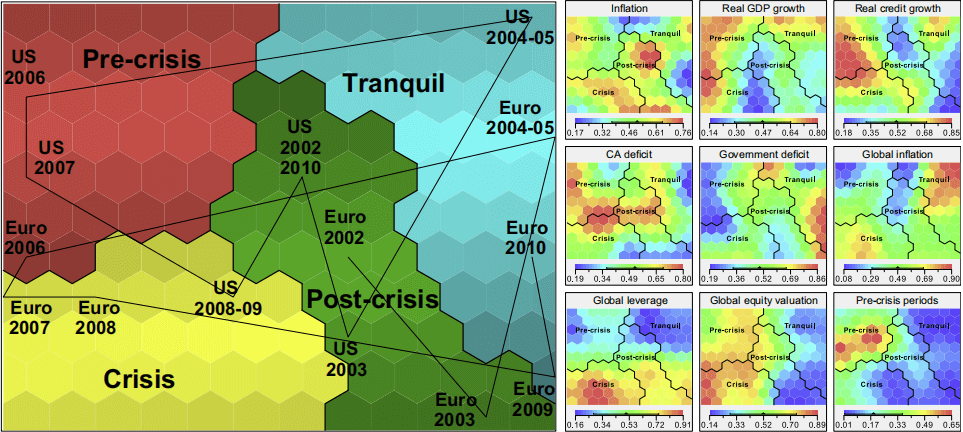 Pre-crisis
Tranquil
Post-crisis
Crisis
US
2004-05
US
2006
US
2007
Euro
2004-05
US
2002
2010
Euro
2002
Euro
2006
Euro
2010
US
2008-09
Euro
2007
Euro
2008
US
2003
Euro
2003
Euro
2009
Inflation
Pre-crisis
Tranquil
Post-crisis
Crisis
0.17 0.35 0.46 0.61 0.76
Real GDP growth
Pre-crisis
Tranquil
Post-crisis
Crisis
0.14 0.30 0.47 0.64 0.80
Real credit growth
Pre-crisis
Tranquil
Post-crisis
Crisis
0.16 0.33 0.51 0.68 0.85
CA deficit
Pre-crisis
Tranquil
Post-crisis
Crisis
0.19 0.34 0.49 0.65 0.80
Government deficit
Pre-crisis
Tranquil
Post-crisis
Crisis
0.14 0.31 0.49 0.67 0.86
Global inflation
Pre-crisis
Tranquil
Post-crisis
Crisis
0.08 0.29 0.49 0.69 0.90
Global leverage
Pre-crisis
Tranquil
Post-crisis
Crisis
0.16 0.34 0.53 0.72 0.91
Global equity valuation
Pre-crisis
Tranquil
Post-crisis
Crisis
0.14 0.33 0.52 0.70 0.89
Pre-crisis periods
Pre-crisis
Tranquil
Post-crisis
Crisis
0.01 0.17 0.33 0.49 0.65